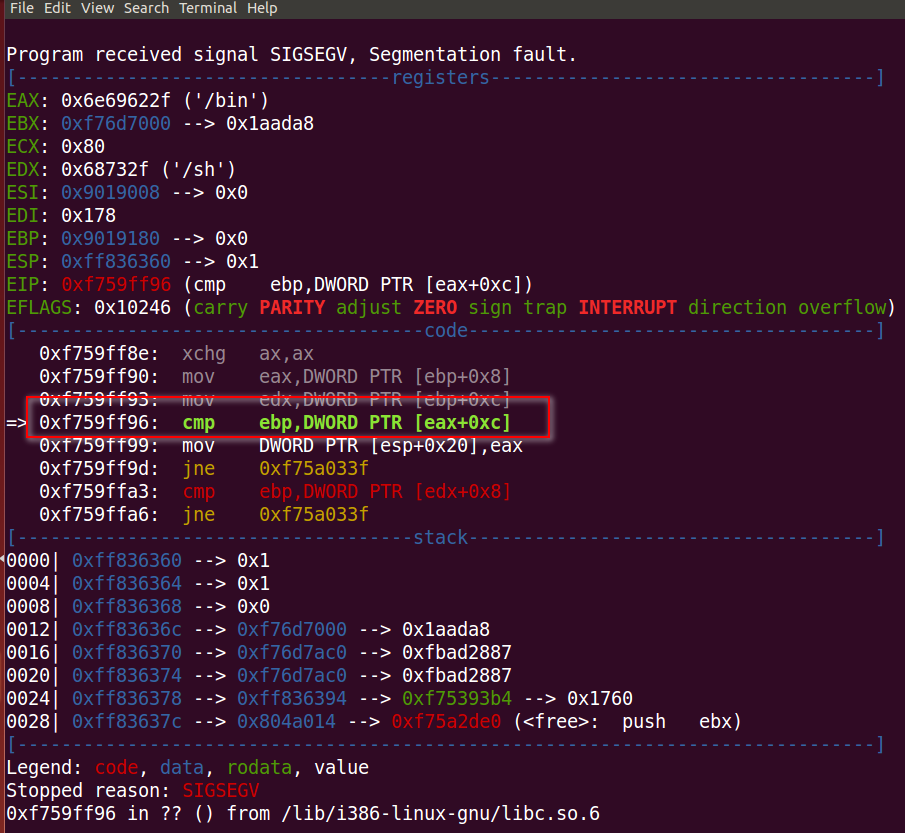 File Edit View Search Terminal Help
Program received signal SIGSEGV, Segmentation fault.
[----------------------------------registers-----------------------------------]
EAX: 0x6e69622f ('/bin')
EBX: 0xf76d7000 --> 0x1aada8
ECX: 0x80
EDX: 0x68732f ('/sh')
ESI: 0x9019008 --> 0x0
EDI: 0x178
EBP: 0x9019180 --> 0x0
ESP: 0xff836360 --> 0x1
EIP: 0xf759ff96 (cmp    ebp,DWORD PTR [eax+0xc])
EFLAGS: 0x10246 (carry PARITY adjust ZERO sign trap INTERRUPT direction overflow)
[-------------------------------------code-------------------------------------]
   0xf759ff8e:  xchg   ax,ax
   0xf759ff90:  mov    eax,DWORD PTR [ebp+0x8]
   0xf759ff93:  mov    edx,DWORD PTR [ebp+0xc]
=> 0xf759ff96:  cmp    ebp,DWORD PTR [eax+0xc]
   0xf759ff99:  mov    DWORD PTR [esp+0x20],eax
   0xf759ff9d:  jne    0xf75a033f
   0xf759ffa3:  cmp    ebp,DWORD PTR [edx+0x8]
   0xf759ffa6:  jne    0xf75a033f
[------------------------------------stack-------------------------------------]
0000| 0xff836360 --> 0x1
0004| 0xff836364 --> 0x1
0008| 0xff836368 --> 0x0
0012| 0xff83636c --> 0xf76d7000 --> 0x1aada8
0016| 0xff836370 --> 0xf76d7ac0 --> 0xfbad2887
0020| 0xff836374 --> 0xf76d7ac0 --> 0xfbad2887
0024| 0xff836378 --> 0xff836394 --> 0xf75393b4 --> 0x1760
0028| 0xff83637c --> 0x804a014 --> 0xf75a2de0 (<free>:  push   ebx)
[------------------------------------------------------------------------------]
Legend: code, data, rodata, value
Stopped reason: SIGSEGV
0xf759ff96 in ?? () from /lib/i386-linux-gnu/libc.so.6